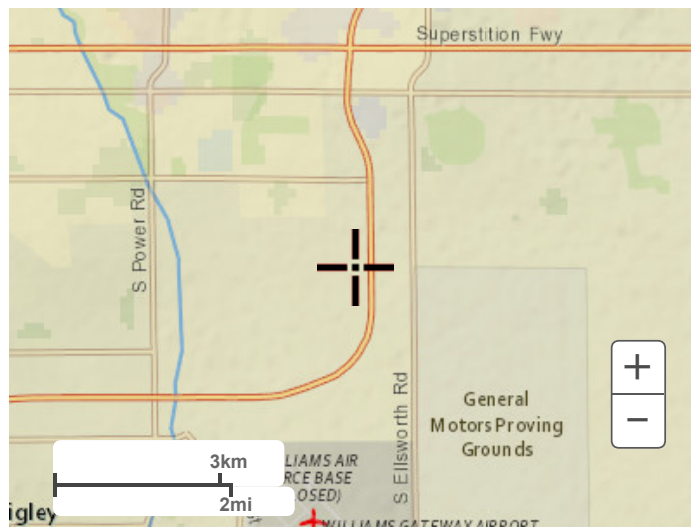 Superstition Fwy
S Power Rd
S Ellsworth Rd
General
Motors Proving
Grounds
+
−
3km
2mi
LLIAMS AIR
RCE BASE
OSED)
WILLIAMS GATEWAY AIRPORT
igley